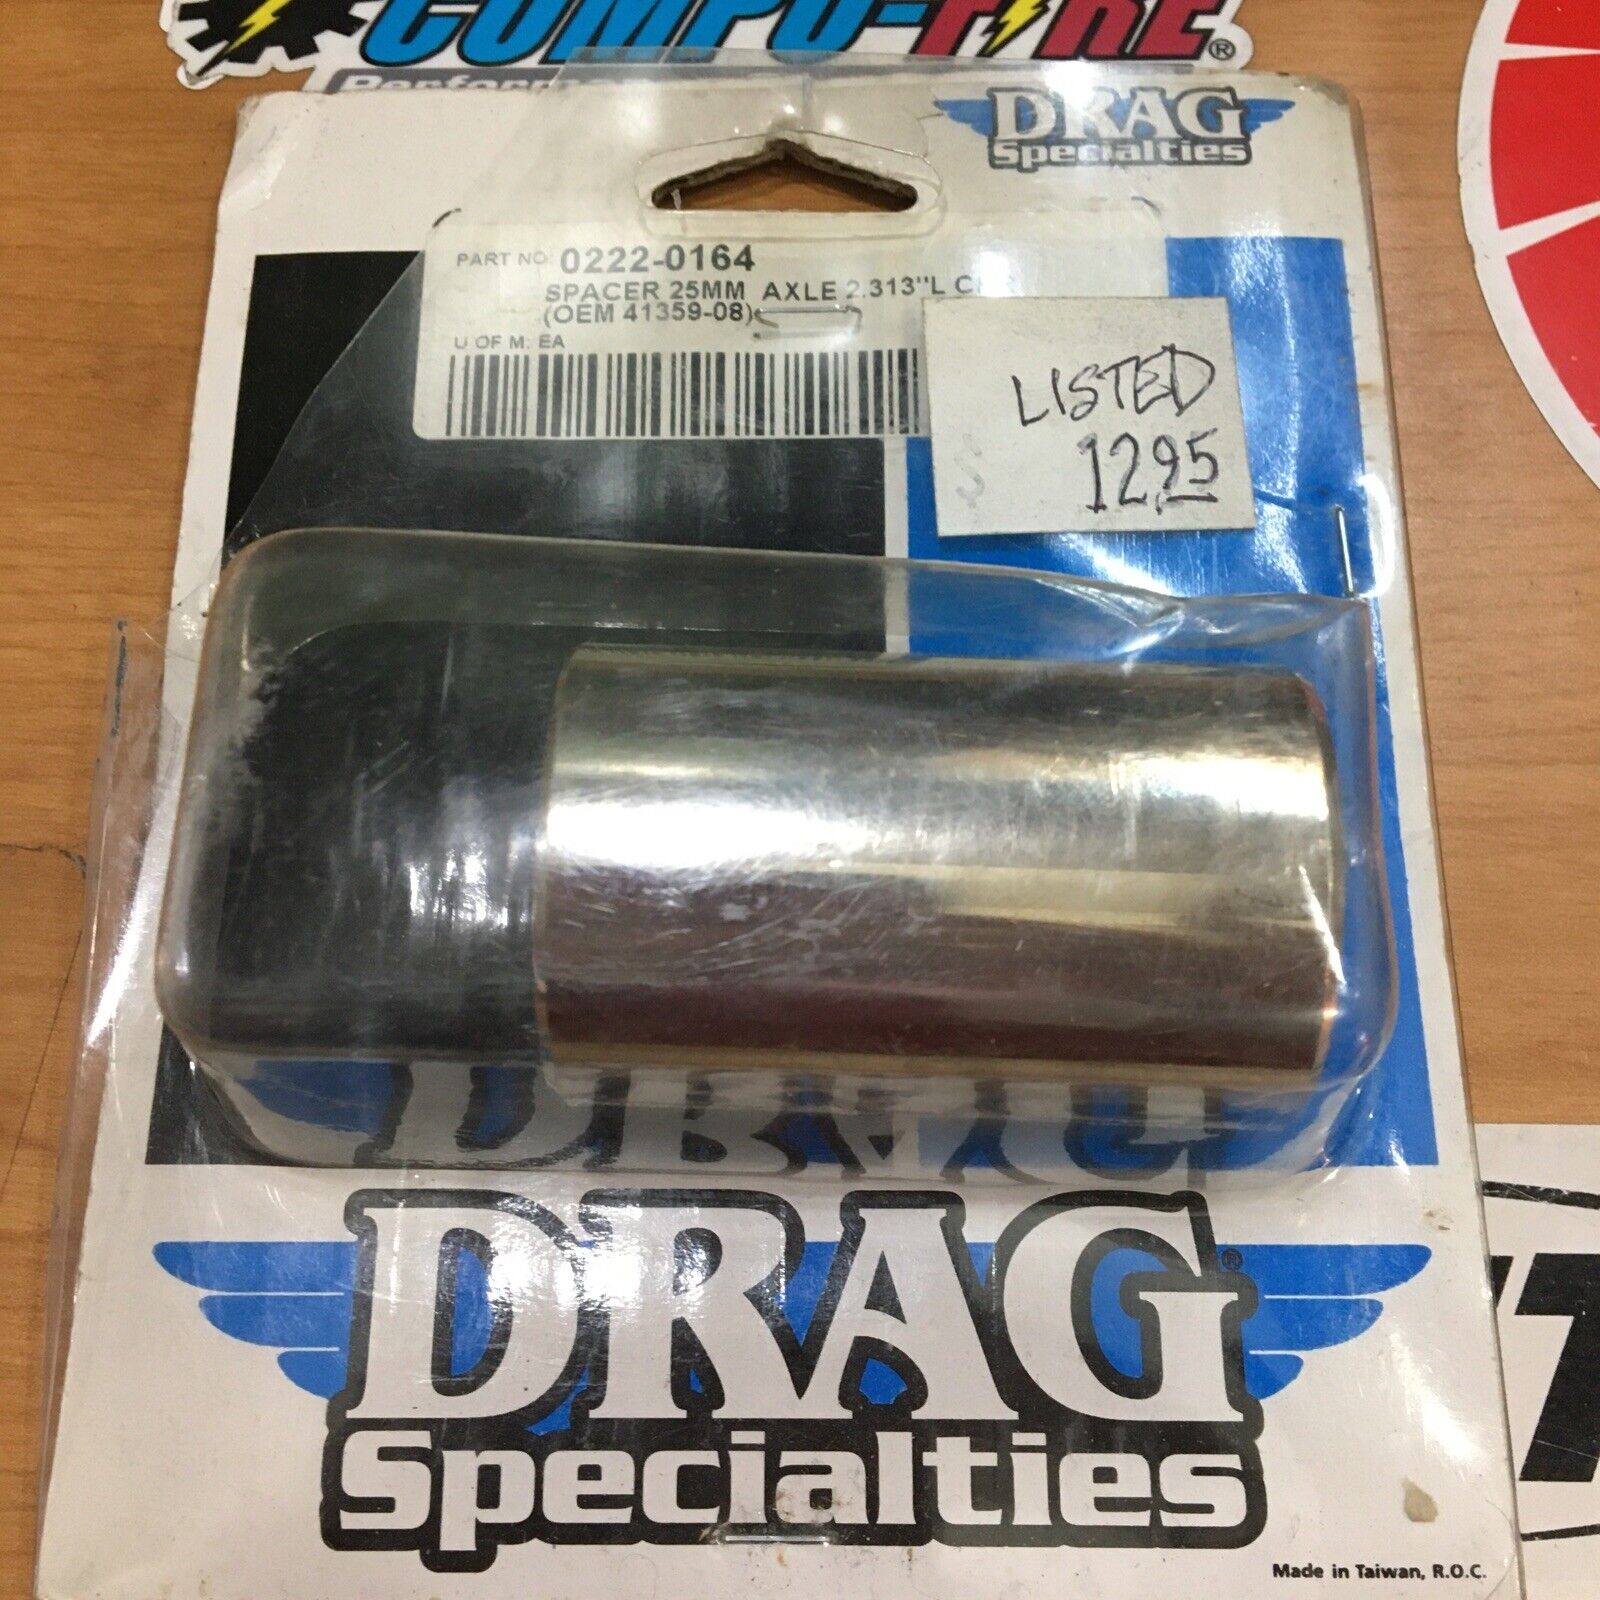 COMPU-FIRE®
DRAG
Specialties
PART NO: 0222-0164
SPACER 25MM AXLE 2.313"L
(OEM 41359-08)
U OF M: EA
LISTED
12.95
DRAG®
Specialties
Made in Taiwan, R.O.C.